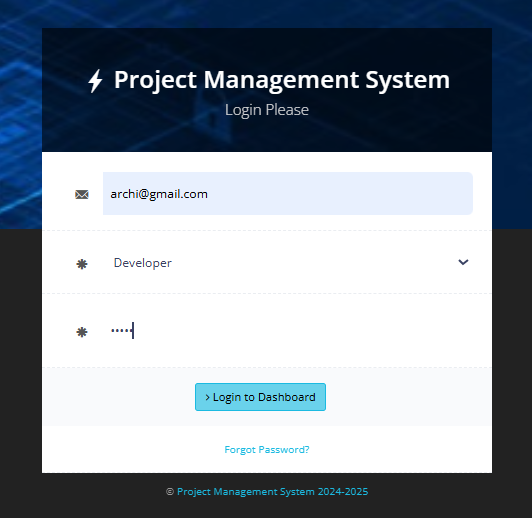 Project Management System
Login Please
archi@gmail.com
Developer
•••••
> Login to Dashboard
Forgot Password?
© Project Management System 2024-2025